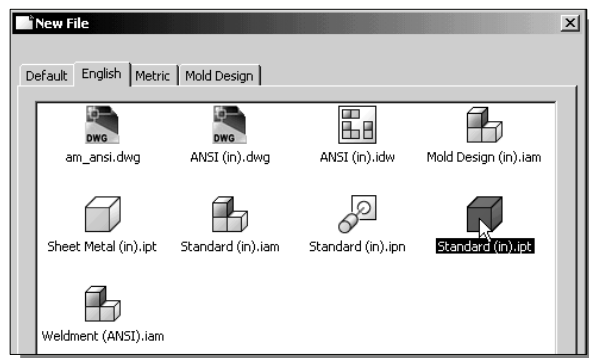 New File
Default English Metric Mold Design
DWG DWG
am_ansi.dwg ANSI (in).dwg ANSI (in).idw Mold Design (in).iam
Sheet Metal (in).ipt Standard (in).iam Standard (in).ipn Standard (in).ipt
Weldment (ANSI).iam